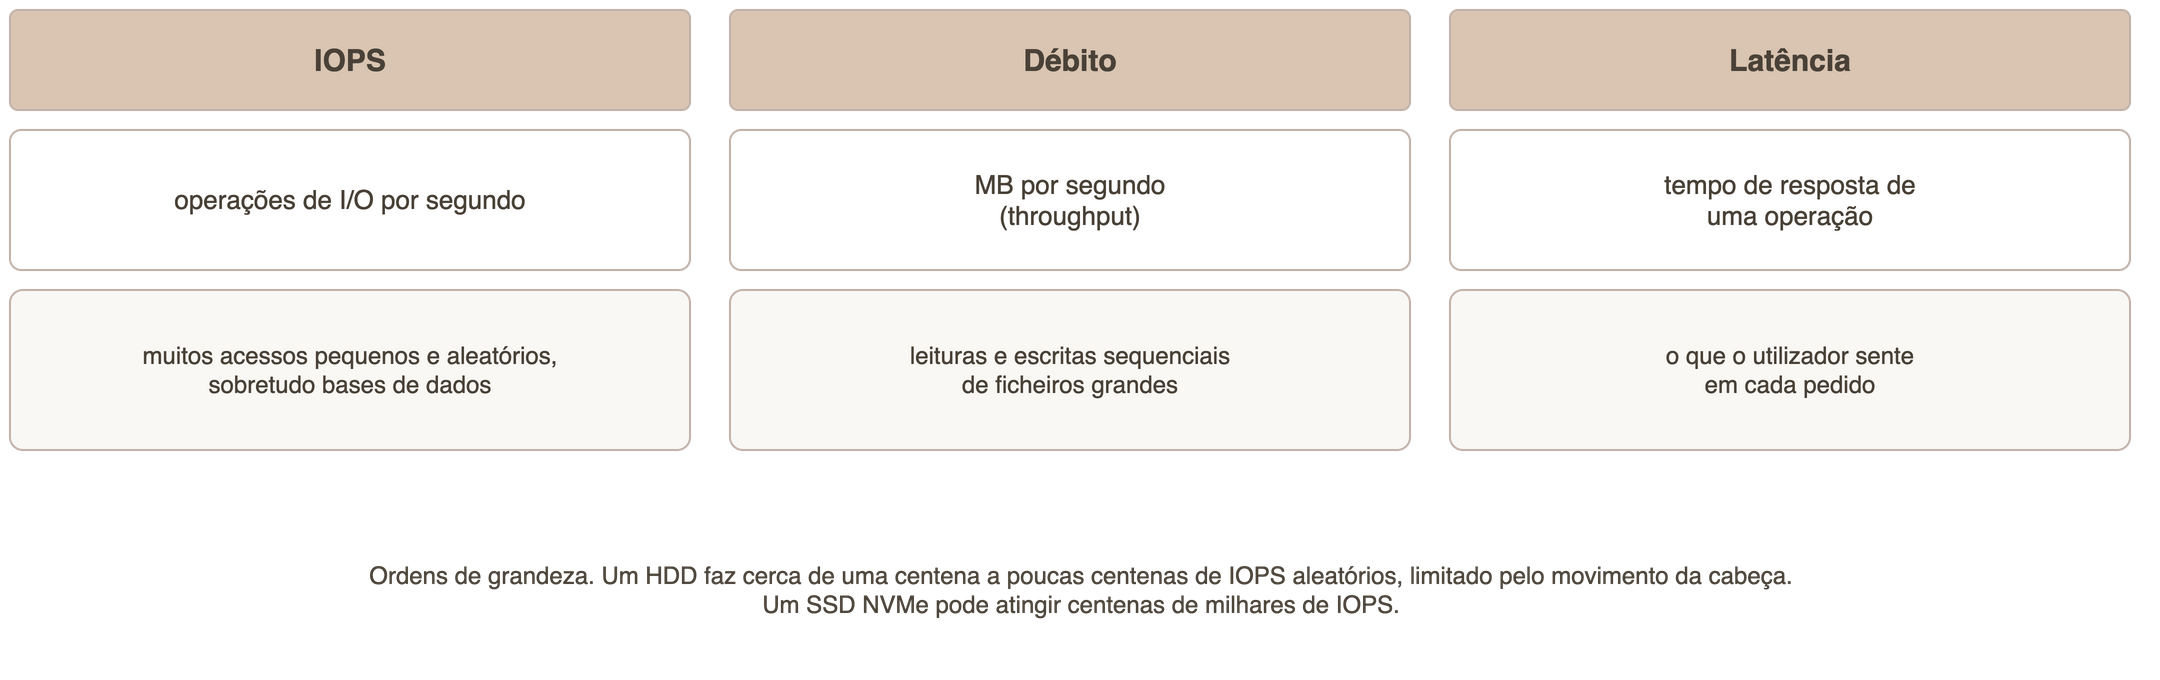 IOPS
Débito
Latência
operações de I/O por segundo
MB por segundo
(throughput)
tempo de resposta de
uma operação
muitos acessos pequenos e aleatórios,
sobretudo bases de dados
leituras e escritas sequenciais
de ficheiros grandes
o que o utilizador sente
em cada pedido
Ordens de grandeza. Um HDD faz cerca de uma centena a poucas centenas de IOPS aleatórios, limitado pelo movimento da cabeça.
Um SSD NVMe pode atingir centenas de milhares de IOPS.